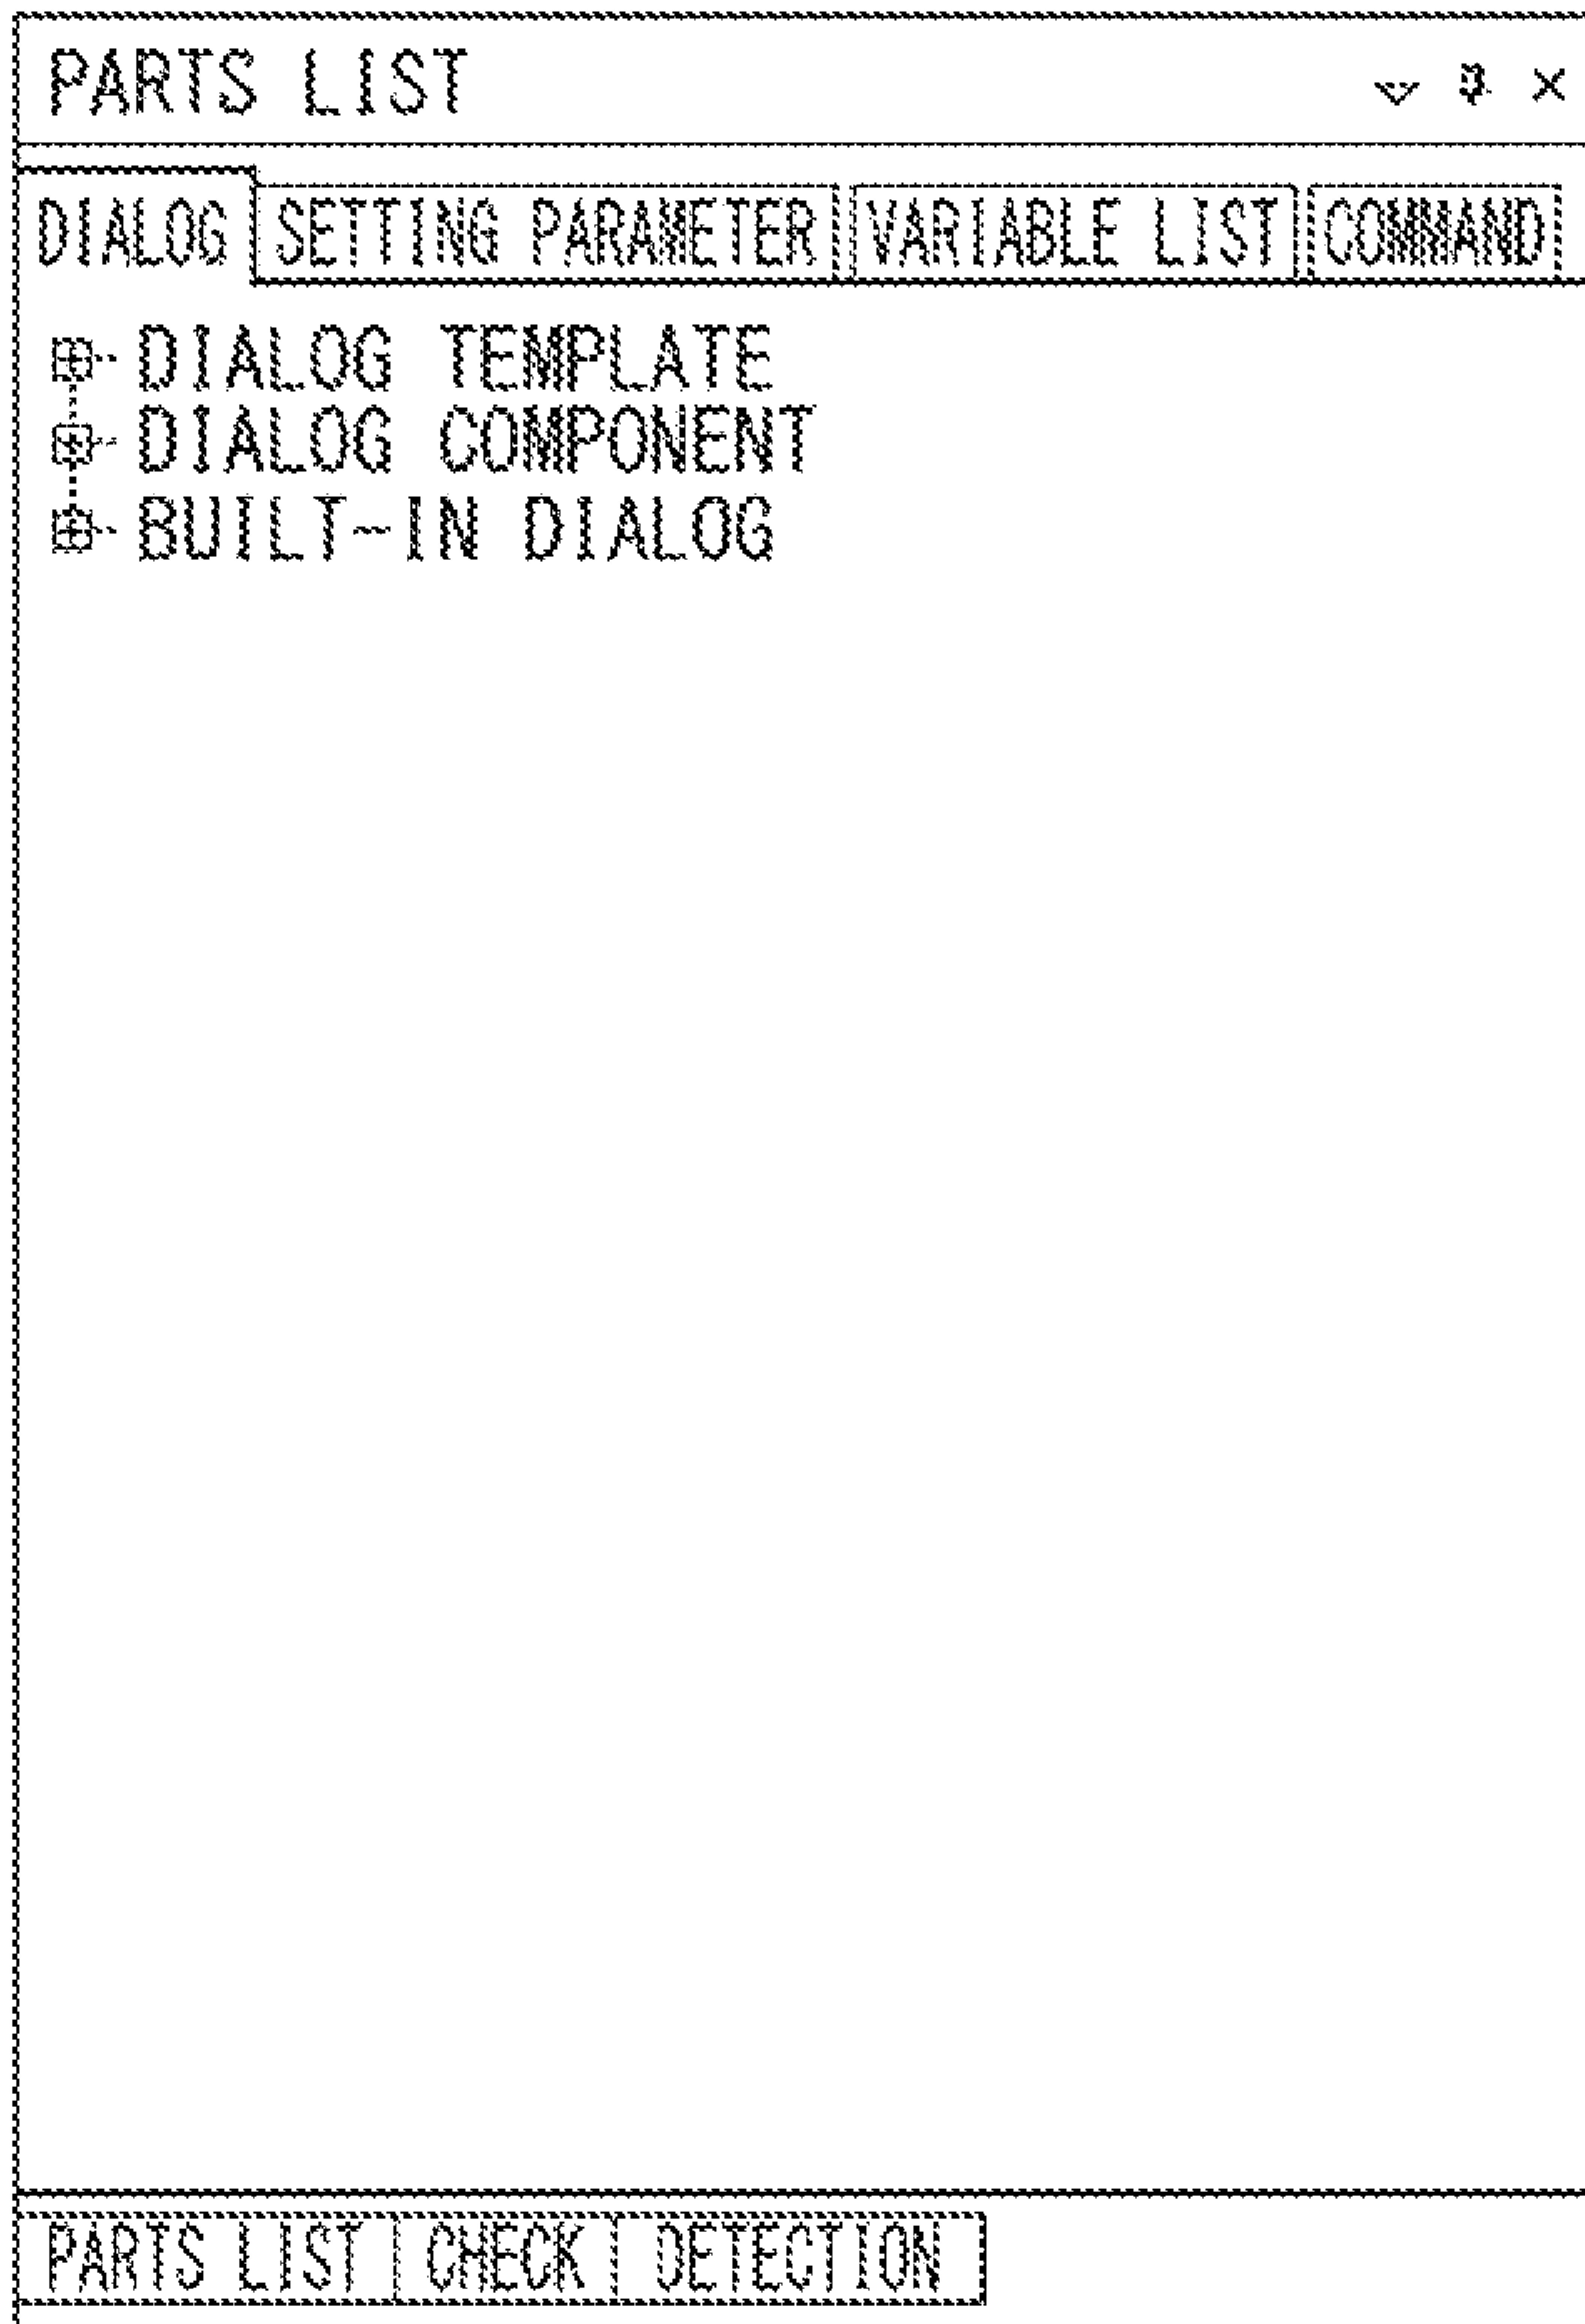 PARTS LIST
DIALOG SETTING PARAMETER VARIABLE LIST COMMAND
DIALOG TEMPLATE
DIALOG COMPONENT
BUILT-IN DIALOG
PARTS LIST CHECK DETECTION